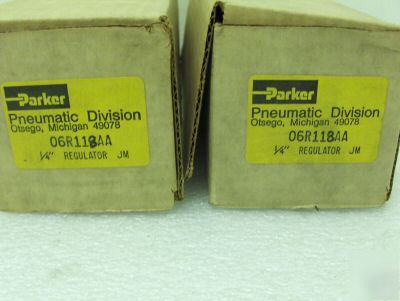 Parker
Pneumatic Division
Otsego, Michigan 49078
06R118AA
1/4" REGULATOR JM
Parker
Pneumatic Division
Otsego, Michigan 49078
06R118AA
1/4" REGULATOR JM